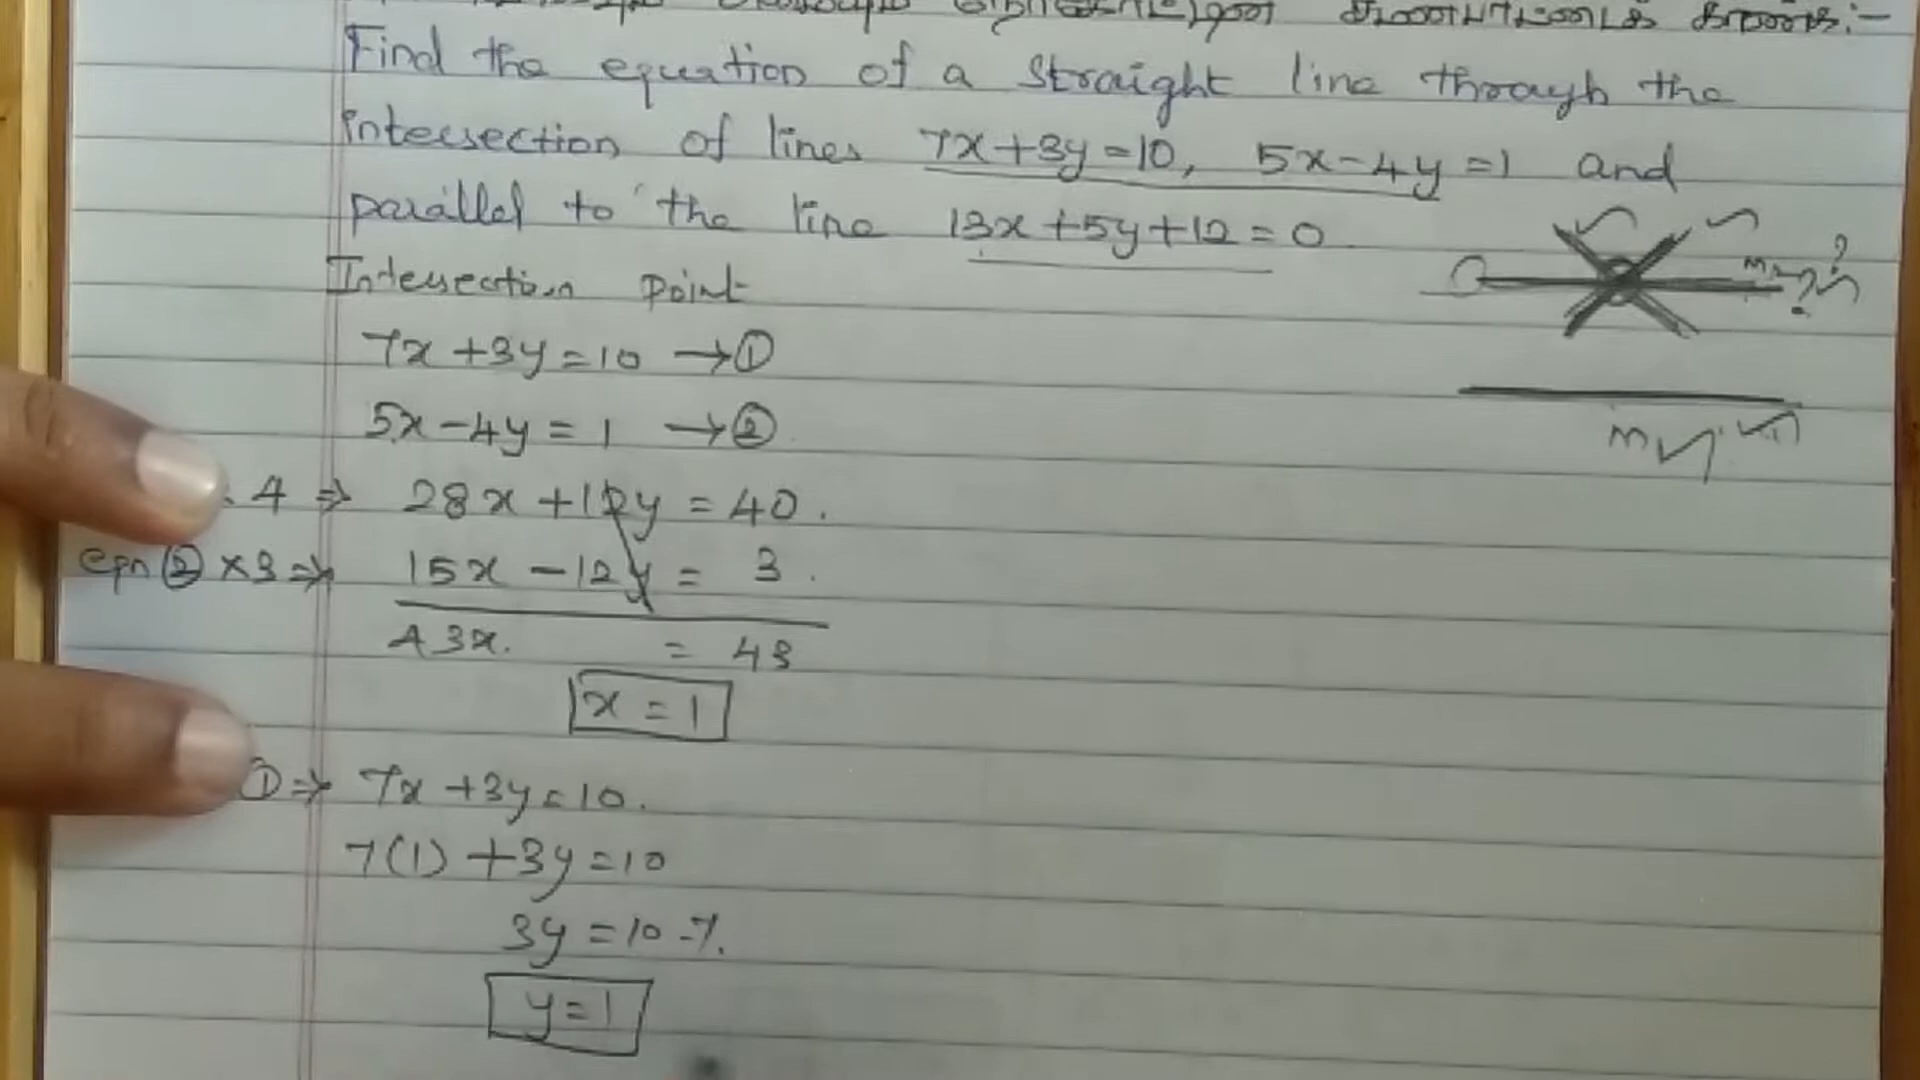 Find the equation of a straight line through the
intersection of lines 7x+3y=10, 5x-4y=1 and
parallel to the line 13x+5y+12=0
Intersection point
7x+3y=10 →①
5x-4y=1 →②
4 ⇒ 28x+12y=40.
eqn ② ×3 ⇒ 15x-12y=3.
43x. = 43
x=1
① ⇒ 7x+3y=10.
7(1)+3y=10
3y=10-7.
y=1